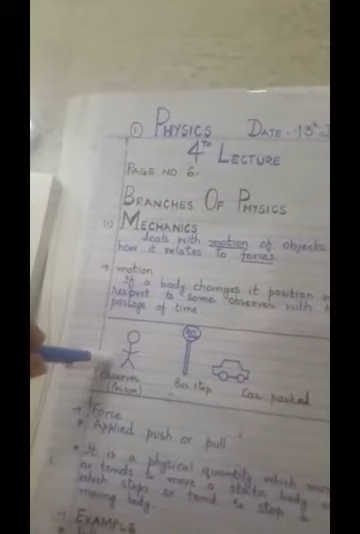 ① PHYSICS DATE - 13
4TH LECTURE
PAGE NO 6.
BRANCHES OF PHYSICS
MECHANICS
deals with motion of objects
how it relates to forces
→ motion
If a body changes it position
respect to some observer with
passage of time
observer Bus stop Car parked
(Person)
→ Force
* Applied push or pull
* It is a physical quantity which
or tends to move a static body
which stops or tend to stop a
moving body.
→ EXAMPLE